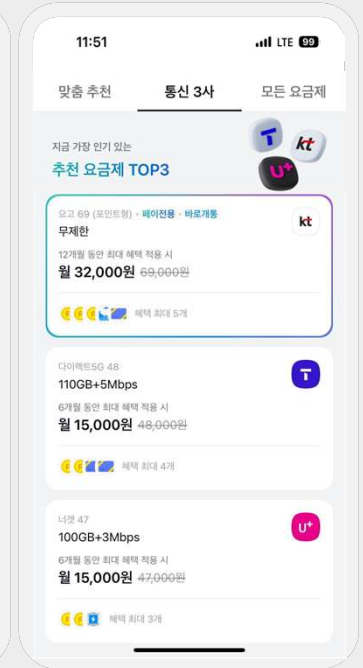 11:51
LTE 99
맞춤 추천
통신 3사
모든 요금제
지금 가장 인기 있는
추천 요금제 TOP3
T
kt
U+
요고 69 (포인트형) · 페이전용 · 바로개통
kt
무제한
12개월 동안 최대 혜택 적용 시
월 32,000원 69,000원
혜택 최대 5개
다이렉트5G 48
T
110GB+5Mbps
6개월 동안 최대 혜택 적용 시
월 15,000원 48,000원
혜택 최대 4개
너겟 47
U+
100GB+3Mbps
6개월 동안 최대 혜택 적용 시
월 15,000원 47,000원
혜택 최대 3개